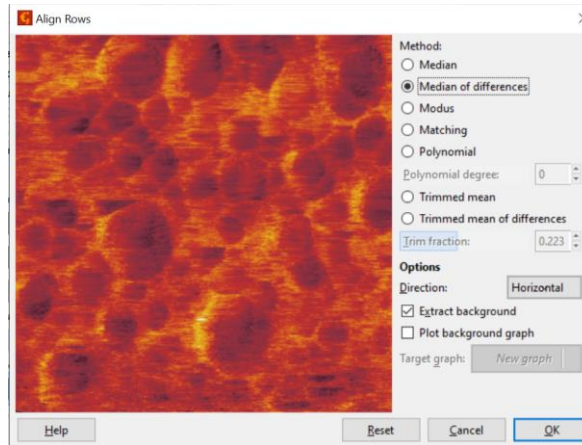 Align Rows
Method:
Median
Median of differences
Modus
Matching
Polynomial
Polynomial degree: 0
Trimmed mean
Trimmed mean of differences
Trim fraction: 0.223
Options
Direction: Horizontal
Extract background
Plot background graph
Target graph: New graph
Help Reset Cancel OK